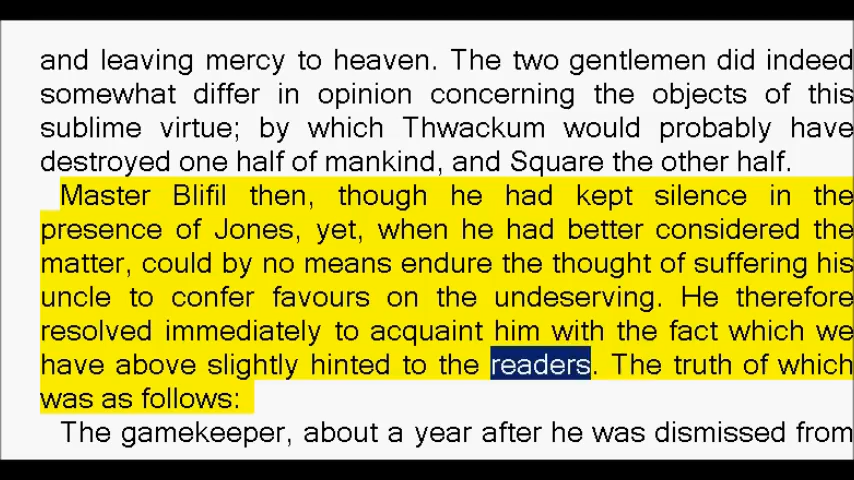 and leaving mercy to heaven. The two gentlemen did indeed
somewhat differ in opinion concerning the objects of this
sublime virtue; by which Thwackum would probably have
destroyed one half of mankind, and Square the other half.
Master Blifil then, though he had kept silence in the
presence of Jones, yet, when he had better considered the
matter, could by no means endure the thought of suffering his
uncle to confer favours on the undeserving. He therefore
resolved immediately to acquaint him with the fact which we
have above slightly hinted to the readers. The truth of which
was as follows:
The gamekeeper, about a year after he was dismissed from